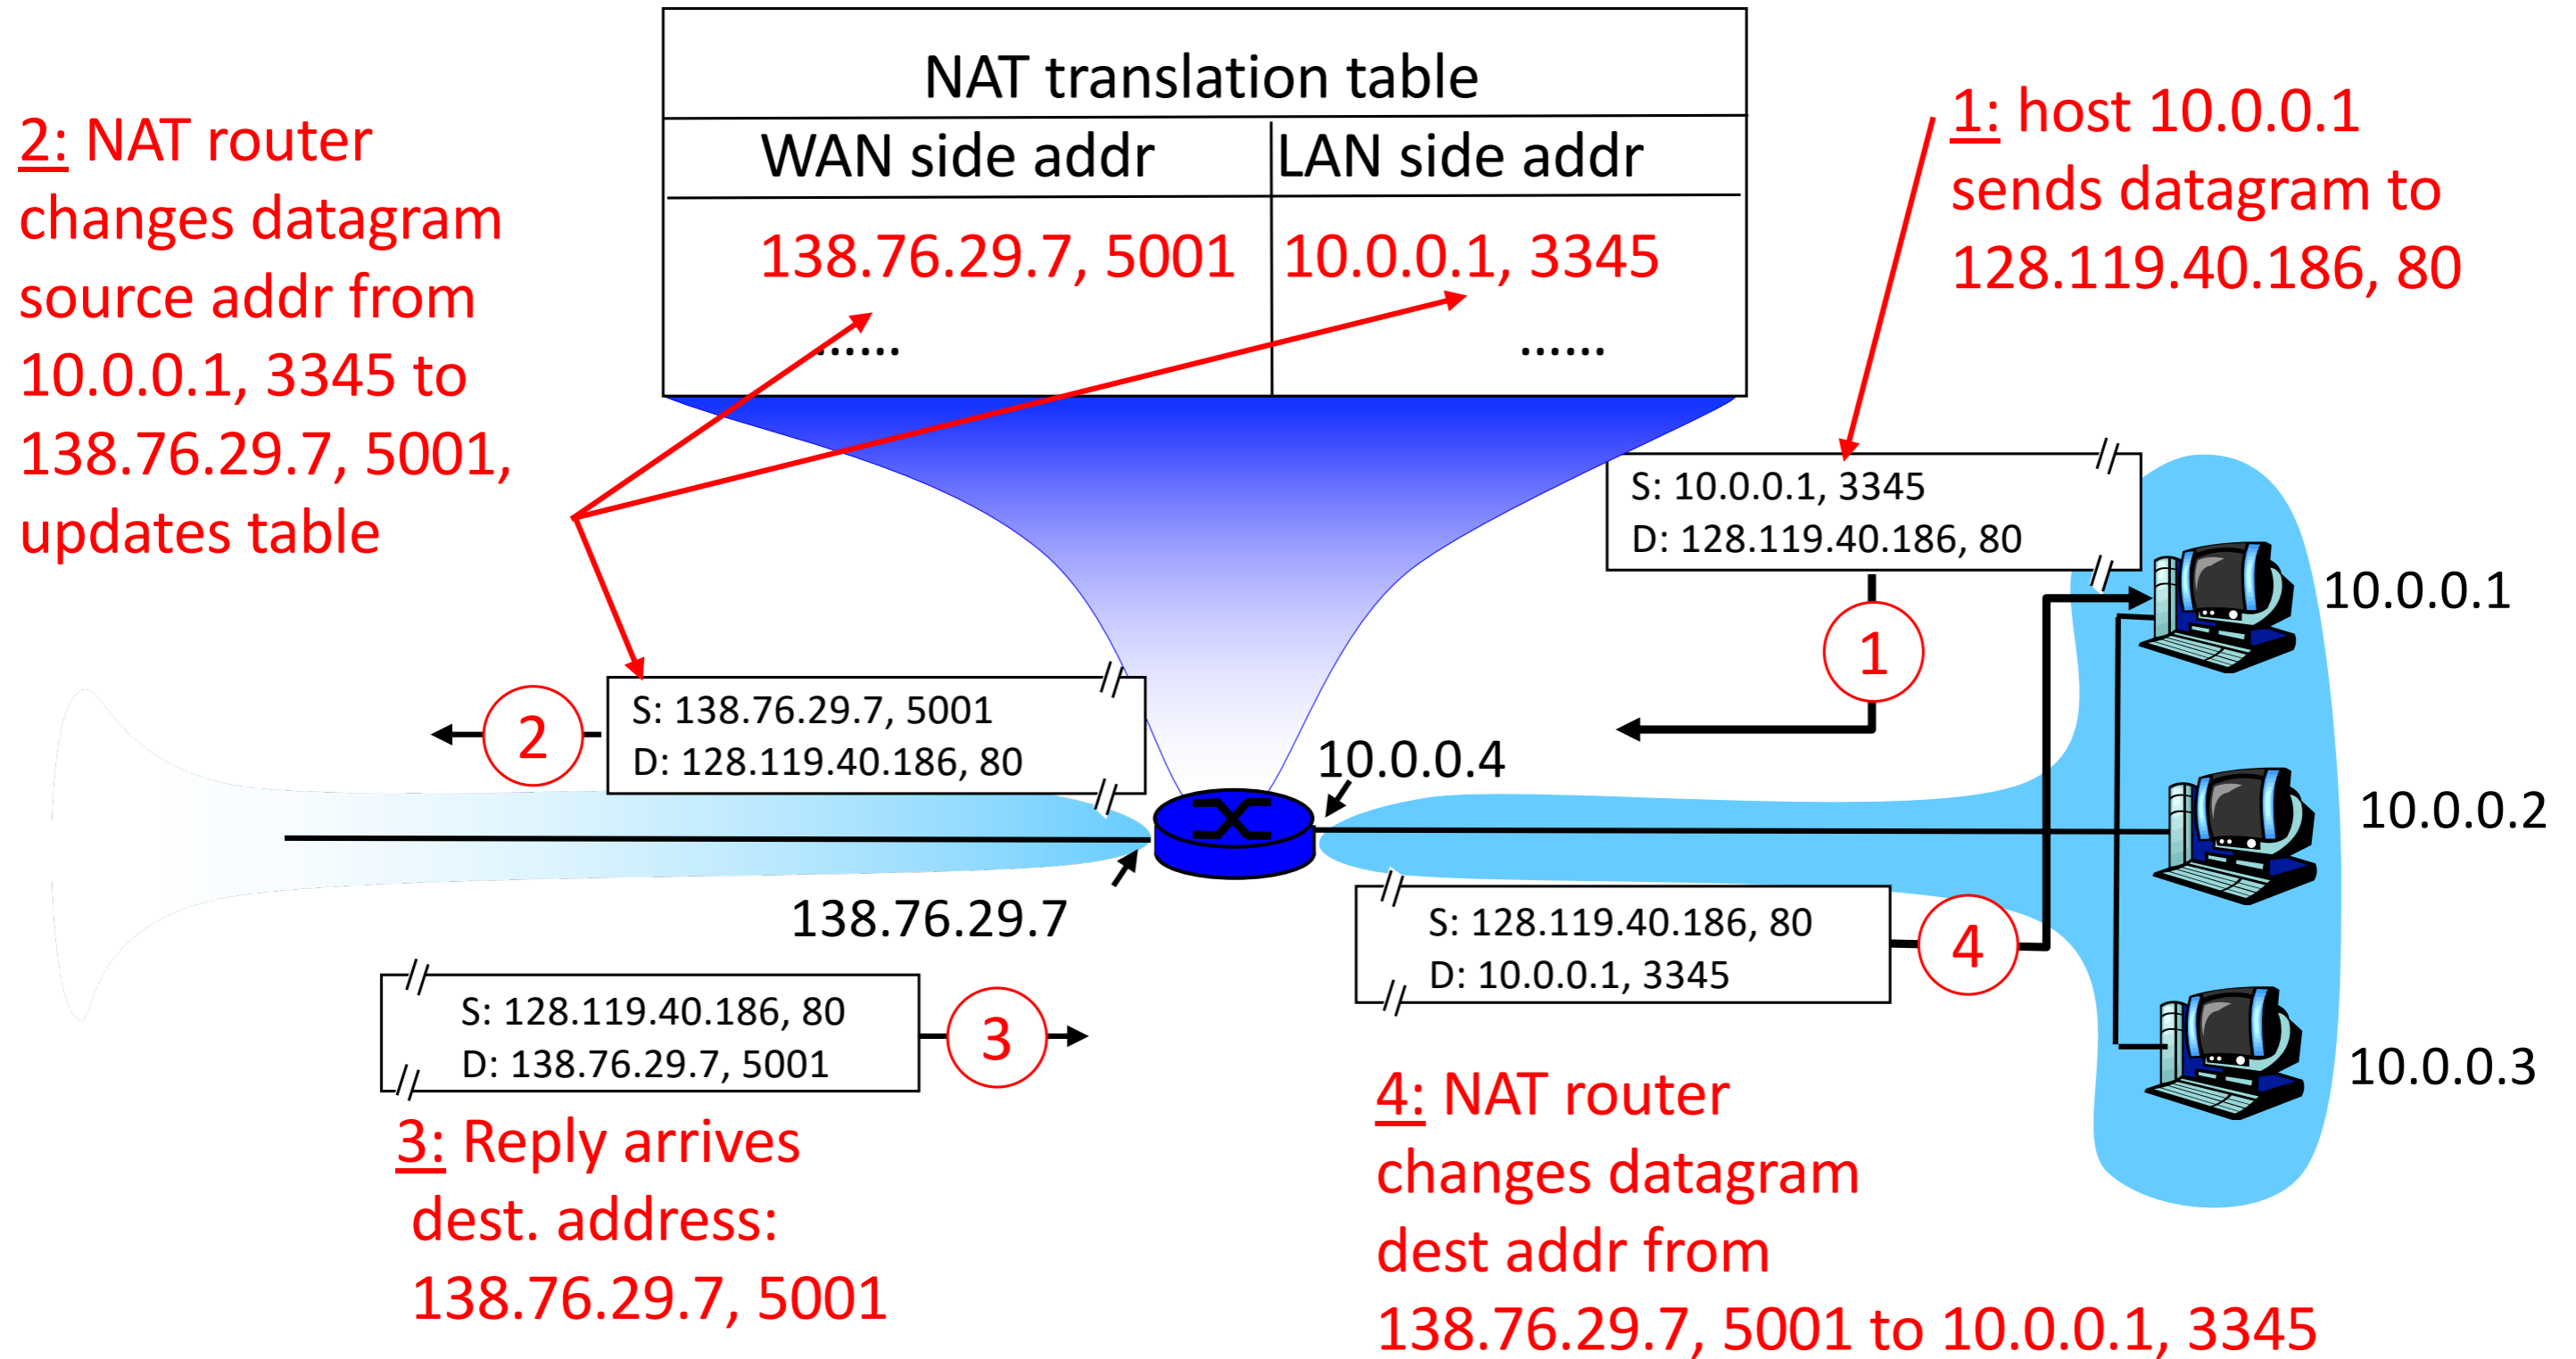 NAT translation table
WAN side addr LAN side addr
138.76.29.7, 5001 10.0.0.1, 3345
...... ......
2: NAT router
changes datagram
source addr from
10.0.0.1, 3345 to
138.76.29.7, 5001,
updates table
1: host 10.0.0.1
sends datagram to
128.119.40.186, 80
S: 10.0.0.1, 3345
D: 128.119.40.186, 80
1
10.0.0.1
S: 138.76.29.7, 5001
D: 128.119.40.186, 80
2
10.0.0.4
10.0.0.2
138.76.29.7
S: 128.119.40.186, 80
D: 10.0.0.1, 3345
4
S: 128.119.40.186, 80
D: 138.76.29.7, 5001
3
10.0.0.3
3: Reply arrives
dest. address:
138.76.29.7, 5001
4: NAT router
changes datagram
dest addr from
138.76.29.7, 5001 to 10.0.0.1, 3345